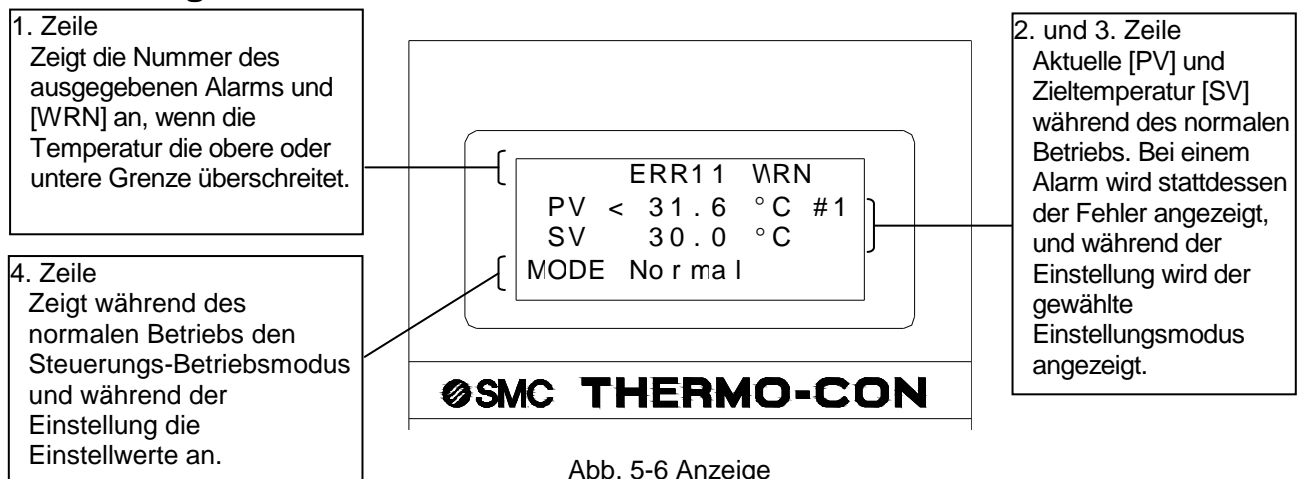 1. Zeile
Zeigt die Nummer des
ausgegebenen Alarms und
[WRN] an, wenn die
Temperatur die obere oder
untere Grenze überschreitet.
4. Zeile
Zeigt während des
normalen Betriebs den
Steuerungs-Betriebsmodus
und während der
Einstellung die
Einstellwerte an.
ERR11 WRN
PV < 31.6 °C #1
SV 30.0 °C
MODE Normal
SMC THERMO-CON
2. und 3. Zeile
Aktuelle [PV] und
Zieltemperatur [SV]
während des normalen
Betriebs. Bei einem
Alarm wird stattdessen
der Fehler angezeigt,
und während der
Einstellung wird der
gewählte
Einstellungsmodus
angezeigt.
Abb. 5-6 Anzeige